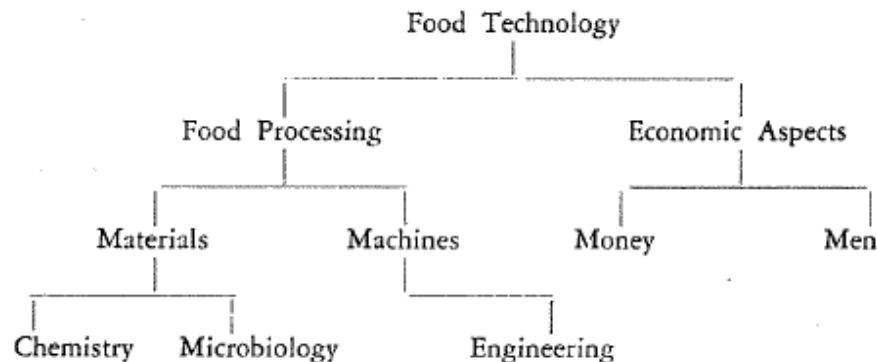 Food Technology
Food Processing Economic Aspects
Materials Machines Money Men
Chemistry Microbiology Engineering